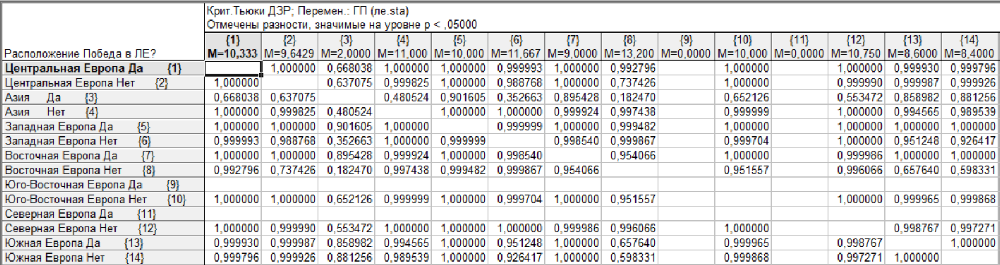 Крит.Тьюки ДЗР; Перемен.: ГП (ле.sta)
Отмечены разности, значимые на уровне p < ,05000
{1} {2} {3} {4} {5} {6} {7} {8} {9} {10} {11} {12} {13} {14}
Расположение Победа в ЛЕ? M=10,333 M=9,6429 M=2,0000 M=11,000 M=10,000 M=11,667 M=9,0000 M=13,200 M=0,0000 M=10,000 M=0,0000 M=10,750 M=8,6000 M=8,4000
Центральная Европа Да {1} 1,000000 0,668038 1,000000 1,000000 0,999993 1,000000 0,992796 1,000000 1,000000 0,999930 0,999796
Центральная Европа Нет {2} 1,000000 0,637075 0,999825 1,000000 0,988768 1,000000 0,737426 1,000000 0,999990 0,999987 0,999926
Азия Да {3} 0,668038 0,637075 0,480524 0,901605 0,352663 0,895428 0,182470 0,652126 0,553472 0,858982 0,881256
Азия Нет {4} 1,000000 0,999825 0,480524 1,000000 1,000000 0,999924 0,997438 0,999999 1,000000 0,994565 0,989539
Западная Европа Да {5} 1,000000 1,000000 0,901605 1,000000 0,999999 1,000000 0,999482 1,000000 1,000000 1,000000 1,000000
Западная Европа Нет {6} 0,999993 0,988768 0,352663 1,000000 0,999999 0,998540 0,999867 0,999704 1,000000 0,951248 0,926417
Восточная Европа Да {7} 1,000000 1,000000 0,895428 0,999924 1,000000 0,998540 0,954066 1,000000 0,999986 1,000000 1,000000
Восточная Европа Нет {8} 0,992796 0,737426 0,182470 0,997438 0,999482 0,999867 0,954066 0,951557 0,996066 0,657640 0,598331
Юго-Восточная Европа Да {9}
Юго-Восточная Европа Нет {10} 1,000000 1,000000 0,652126 0,999999 1,000000 0,999704 1,000000 0,951557 1,000000 0,999965 0,999868
Северная Европа Да {11}
Северная Европа Нет {12} 1,000000 0,999990 0,553472 1,000000 1,000000 1,000000 0,999986 0,996066 1,000000 0,998767 0,997271
Южная Европа Да {13} 0,999930 0,999987 0,858982 0,994565 1,000000 0,951248 1,000000 0,657640 0,999965 0,998767 1,000000
Южная Европа Нет {14} 0,999796 0,999926 0,881256 0,989539 1,000000 0,926417 1,000000 0,598331 0,999868 0,997271 1,000000